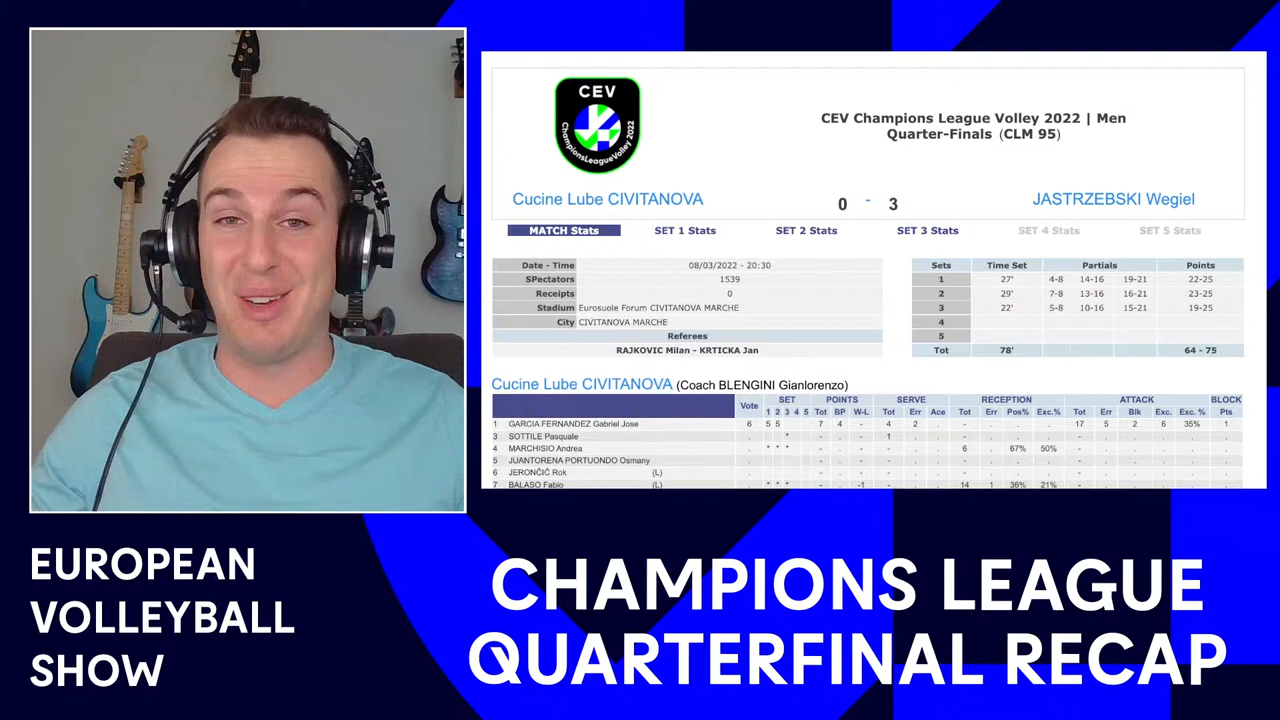 CEV
ChampionsLeagueVolley 2022
CEV Champions League Volley 2022 | Men
Quarter-Finals (CLM 95)
Cucine Lube CIVITANOVA 0 - 3 JASTRZEBSKI Wegiel
MATCH Stats SET 1 Stats SET 2 Stats SET 3 Stats SET 4 Stats SET 5 Stats
Date - Time 08/03/2022 - 20:30
SPectators 1539
Receipts 0
Stadium Eurosuole Forum CIVITANOVA MARCHE
City CIVITANOVA MARCHE
Referees
RAJKOVIC Milan - KRTICKA Jan
Sets Time Set Partials Points
1 27' 4-8 14-16 19-21 22-25
2 29' 7-8 13-16 16-21 23-25
3 22' 5-8 10-16 15-21 19-25
4
5
Tot 78' 64 - 75
Cucine Lube CIVITANOVA (Coach BLENGINI Gianlorenzo)
Vote SET POINTS SERVE RECEPTION ATTACK BLOCK
1 2 3 4 5 Tot BP W-L Tot Err Ace Tot Err Pos% Exc.% Tot Err Blk Exc. Exc. % Pts
1 GARCIA FERNANDEZ Gabriel Jose 6 5 5 . . 7 4 - 4 2 . - . . . 17 5 2 6 35% 1
3 SOTTILE Pasquale . * - . - 1 . . - . . . - . . . . .
4 MARCHISIO Andrea . * * * - . - - . . 6 . 67% 50% - . . . . .
5 JUANTORENA PORTUONDO Osmany . - . - - . . - . . . - . . . . .
6 JERONČIČ Rok (L) . - . - - . . - . . . - . . . . .
7 BALASO Fabio (L) . * * * - . -1 - . . 14 1 36% 21% - . . . . .
EUROPEAN
VOLLEYBALL
SHOW
CHAMPIONS LEAGUE
QUARTERFINAL RECAP